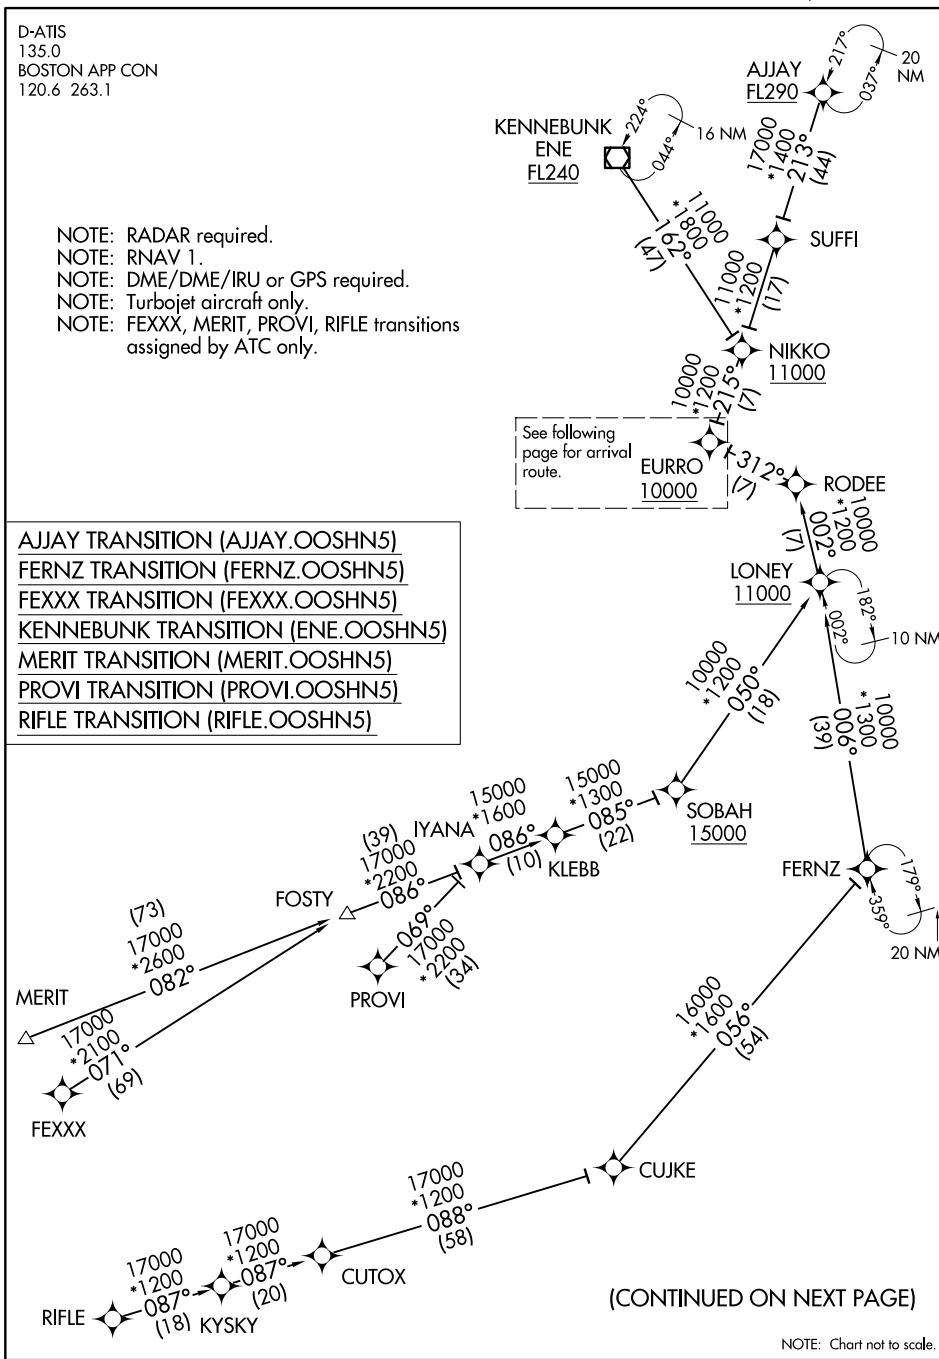 D-ATIS
135.0
BOSTON APP CON
120.6 263.1
NOTE: RADAR required.
NOTE: RNAV 1.
NOTE: DME/DME/IRU or GPS required.
NOTE: Turbojet aircraft only.
NOTE: FEXXX, MERIT, PROVI, RIFLE transitions
assigned by ATC only.
AJJAY
FL290
217°
037°
20
NM
KENNEBUNK
ENE
FL240
224°
044°
16 NM
17000
*1400
213°
(44)
11000
*1800
162°
(47)
SUFFI
11000
*1200
(17)
NIKKO
11000
10000
*1200
215°
(7)
See following
page for arrival
route.
EURRO
10000
312°
(7)
RODEE
10000
*1200
002°
(7)
LONEY
11000
182°
002°
10 NM
AJJAY TRANSITION (AJJAY.OOSHN5)
FERNZ TRANSITION (FERNZ.OOSHN5)
FEXXX TRANSITION (FEXXX.OOSHN5)
KENNEBUNK TRANSITION (ENE.OOSHN5)
MERIT TRANSITION (MERIT.OOSHN5)
PROVI TRANSITION (PROVI.OOSHN5)
RIFLE TRANSITION (RIFLE.OOSHN5)
10000
*1200
050°
(18)
10000
*1300
006°
(39)
SOBAH
15000
15000
*1300
085°
(22)
KLEBB
15000
*1600
086°
(10)
IYANA
(39)
17000
*2200
086°
FOSTY
069°
17000
*2200
(34)
PROVI
(73)
17000
*2600
082°
MERIT
17000
*2100
071°
(69)
FEXXX
FERNZ
179°
359°
20 NM
16000
*1600
056°
(54)
CUJKE
17000
*1200
088°
(58)
CUTOX
17000
*1200
087°
(20)
KYSKY
17000
*1200
087°
(18)
RIFLE
(CONTINUED ON NEXT PAGE)
NOTE: Chart not to scale.